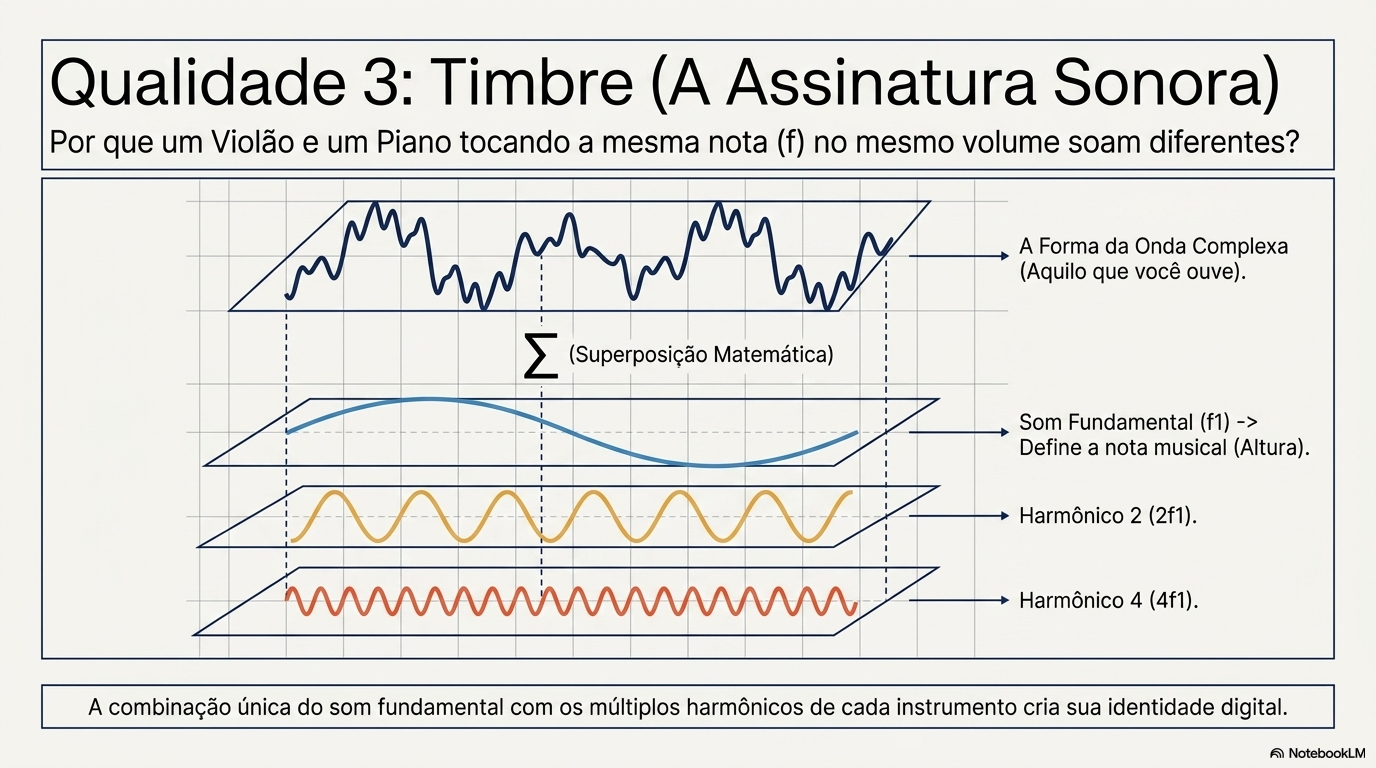 Qualidade 3: Timbre (A Assinatura Sonora)
Por que um Violão e um Piano tocando a mesma nota (f) no mesmo volume soam diferentes?
A Forma da Onda Complexa
(Aquilo que você ouve).
∑ (Superposição Matemática)
Som Fundamental (f1) ->
Define a nota musical (Altura).
Harmônico 2 (2f1).
Harmônico 4 (4f1).
A combinação única do som fundamental com os múltiplos harmônicos de cada instrumento cria sua identidade digital.
NotebookLM